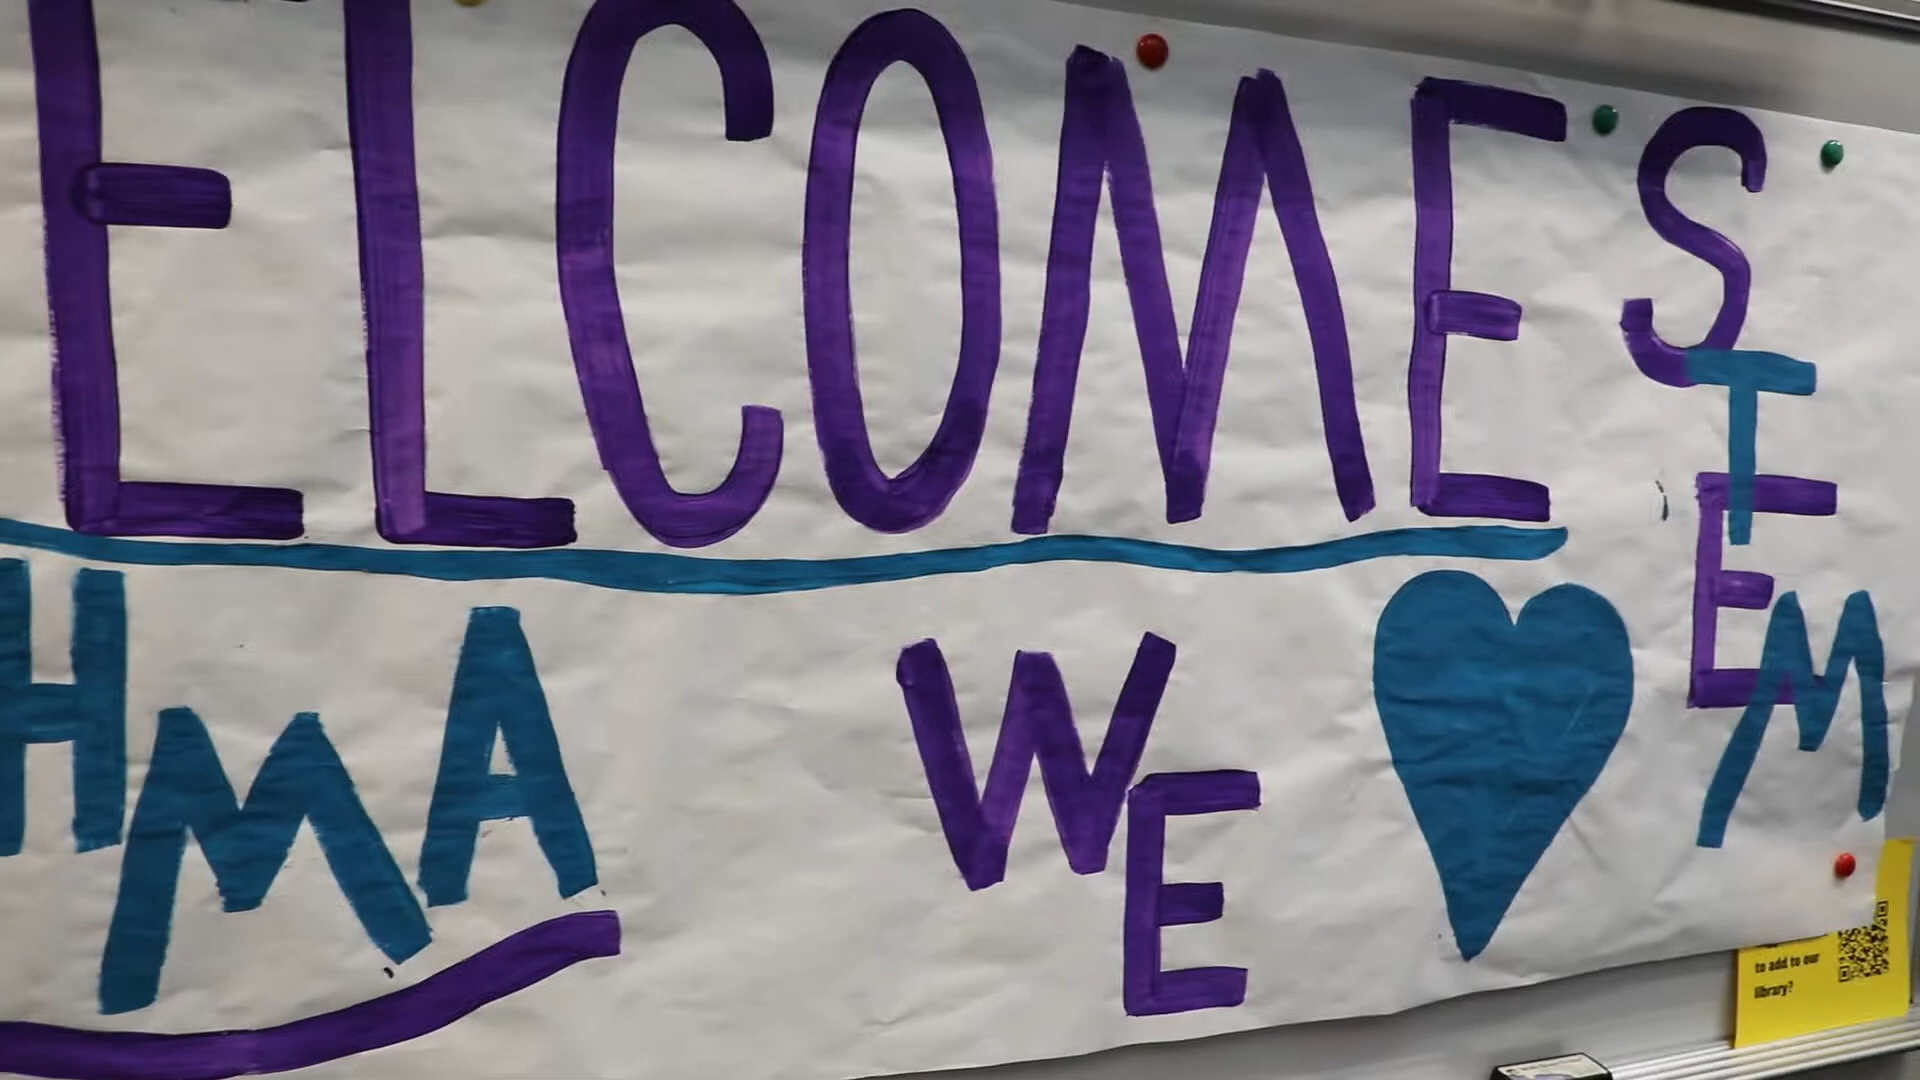 ELCOMES
HMA WE ♥ STEM
to add to our
library?